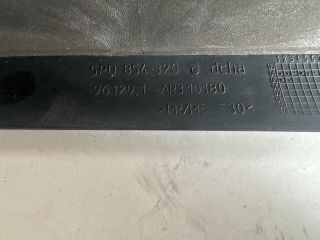 5P0 854 320 c dcha
96129.1 AR110180
>PP/PE T30<